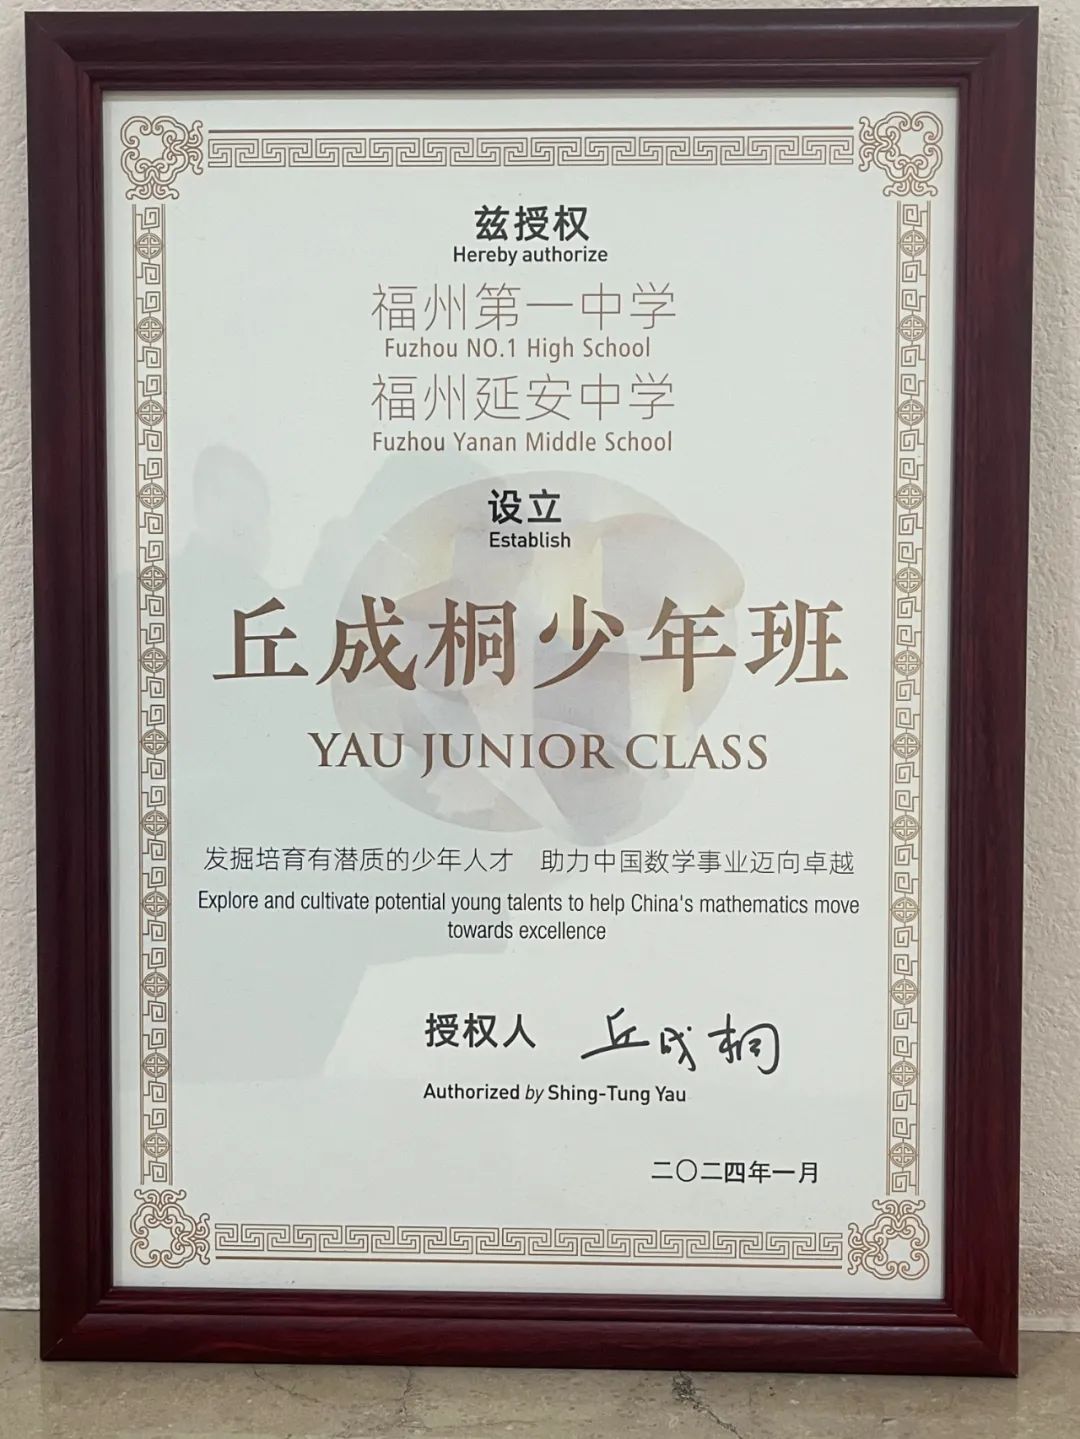 兹授权
Hereby authorize
福州第一中学
Fuzhou NO.1 High School
福州延安中学
Fuzhou Yanan Middle School
设立
Establish
丘成桐少年班
YAU JUNIOR CLASS
发掘培育有潜质的少年人才 助力中国数学事业迈向卓越
Explore and cultivate potential young talents to help China's mathematics move
towards excellence
授权人 丘成桐
Authorized by Shing-Tung Yau
二〇二四年一月